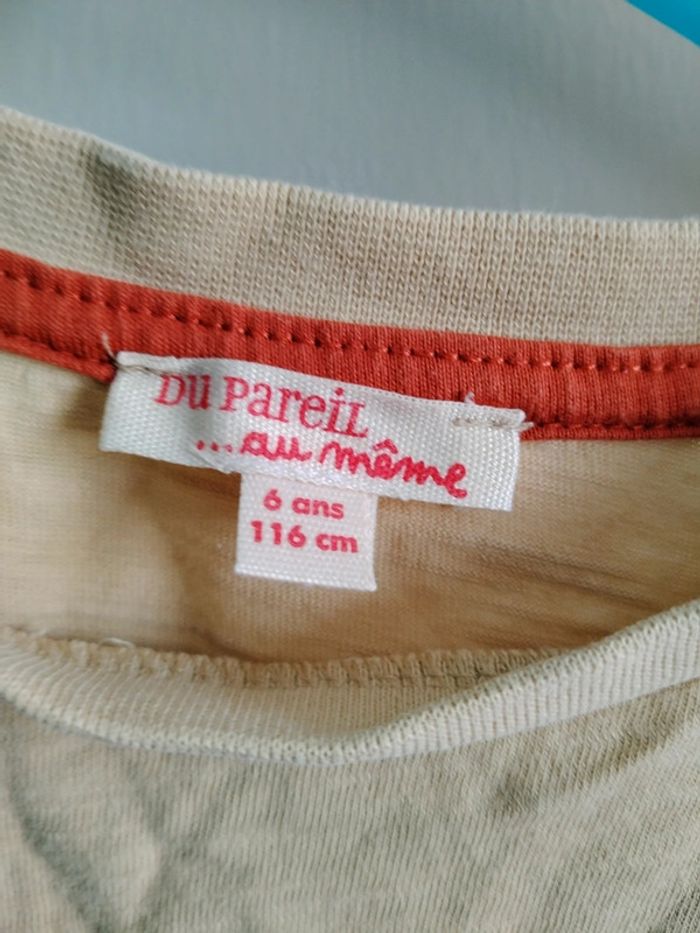 DU PareiL
...au même
6 ans
116 cm